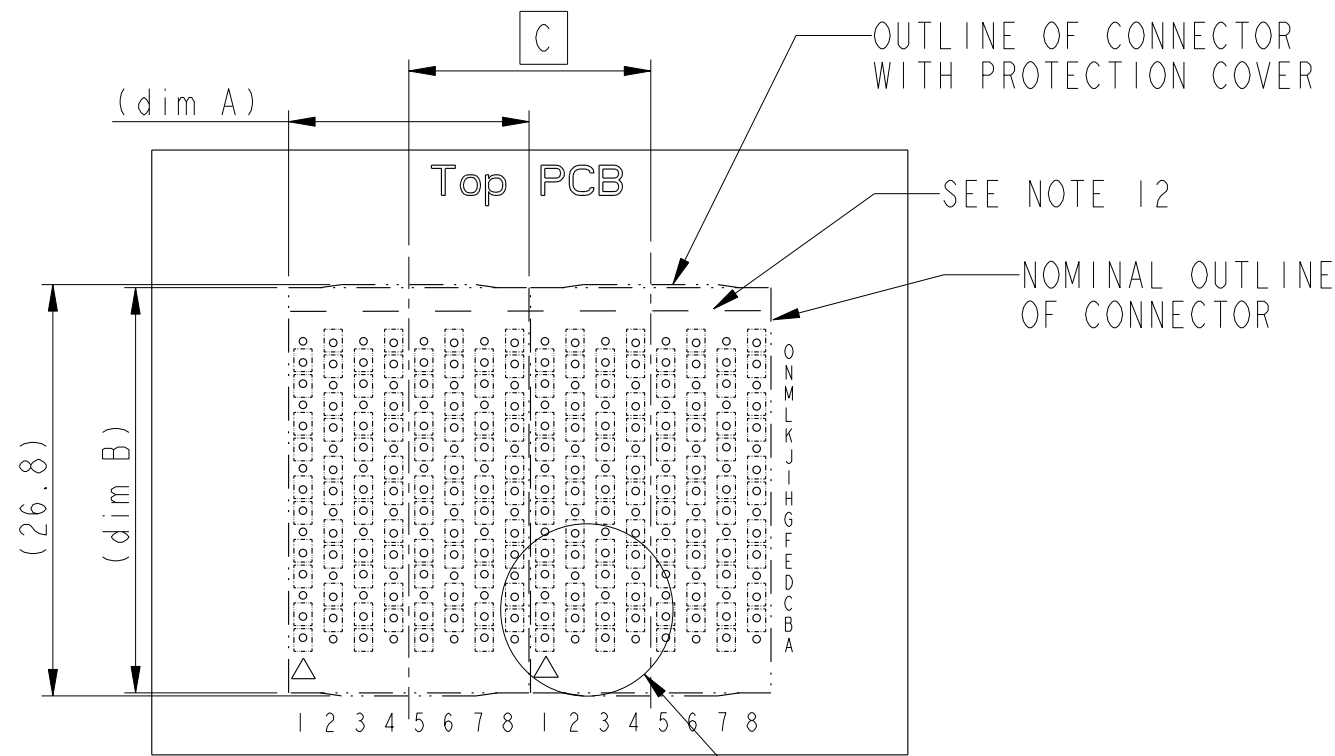 C
OUTLINE OF CONNECTOR
WITH PROTECTION COVER
(dim A)
Top PCB
SEE NOTE 12
NOMINAL OUTLINE
OF CONNECTOR
O
N
M
L
K
J
I
H
G
F
E
D
C
B
A
(26.8)
(dim B)
1 2 3 4 5 6 7 8 1 2 3 4 5 6 7 8